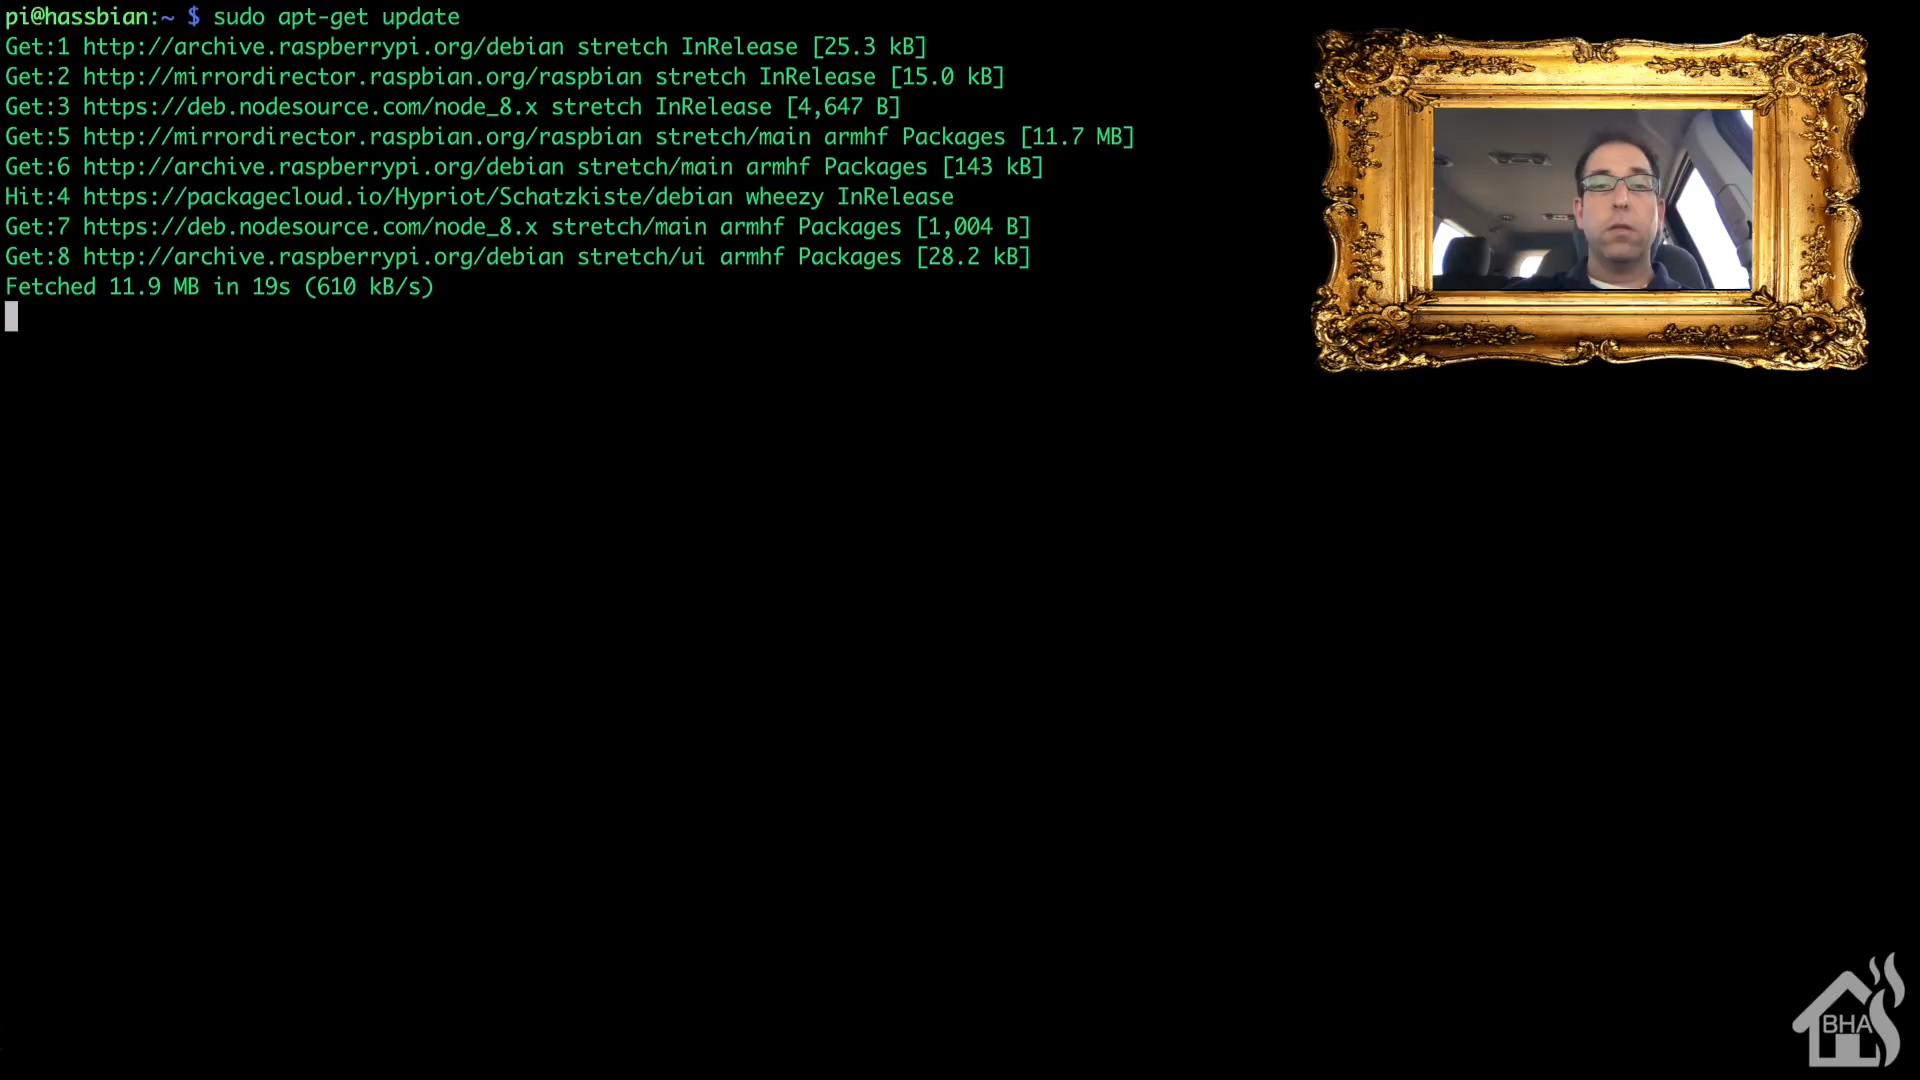 pi@hassbian:~ $ sudo apt-get update
Get:1 http://archive.raspberrypi.org/debian stretch InRelease [25.3 kB]
Get:2 http://mirrordirector.raspbian.org/raspbian stretch InRelease [15.0 kB]
Get:3 https://deb.nodesource.com/node_8.x stretch InRelease [4,647 B]
Get:5 http://mirrordirector.raspbian.org/raspbian stretch/main armhf Packages [11.7 MB]
Get:6 http://archive.raspberrypi.org/debian stretch/main armhf Packages [143 kB]
Hit:4 https://packagecloud.io/Hypriot/Schatzkiste/debian wheezy InRelease
Get:7 https://deb.nodesource.com/node_8.x stretch/main armhf Packages [1,004 B]
Get:8 http://archive.raspberrypi.org/debian stretch/ui armhf Packages [28.2 kB]
Fetched 11.9 MB in 19s (610 kB/s)
BHA